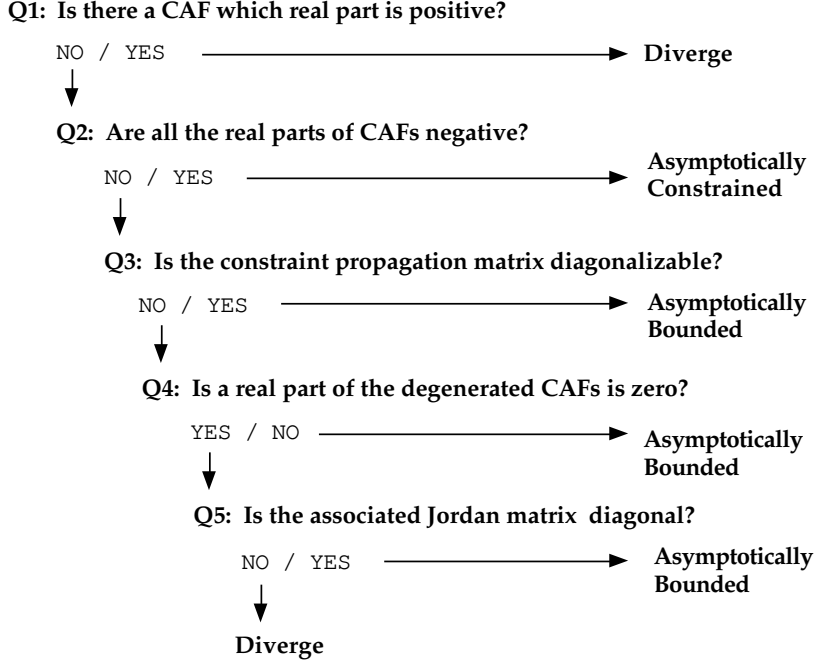 Q1: Is there a CAF which real part is positive?
NO / YES
Diverge
Q2: Are all the real parts of CAFs negative?
NO / YES
Asymptotically
Constrained
Q3: Is the constraint propagation matrix diagonalizable?
NO / YES
Asymptotically
Bounded
Q4: Is a real part of the degenerated CAFs is zero?
YES / NO
Asymptotically
Bounded
Q5: Is the associated Jordan matrix diagonal?
NO / YES
Asymptotically
Bounded
Diverge